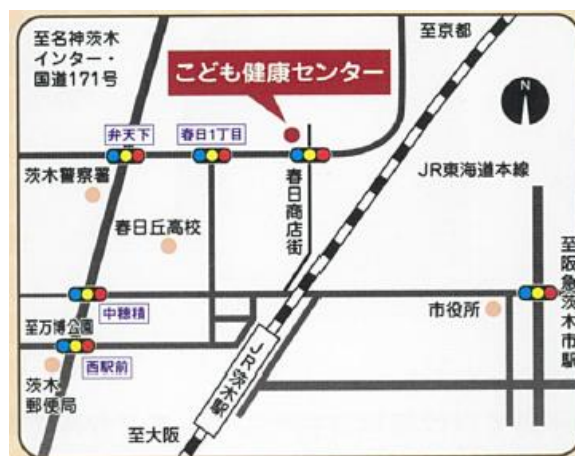 至名神茨木
インター・
国道171号
至京都
こども健康センター
N
弁天下
春日1丁目
茨木警察署
春日丘高校
春日商店街
JR東海道本線
至阪急茨木市駅
中穂積
市役所
至万博公園
西駅前
JR茨木駅
茨木
郵便局
至大阪